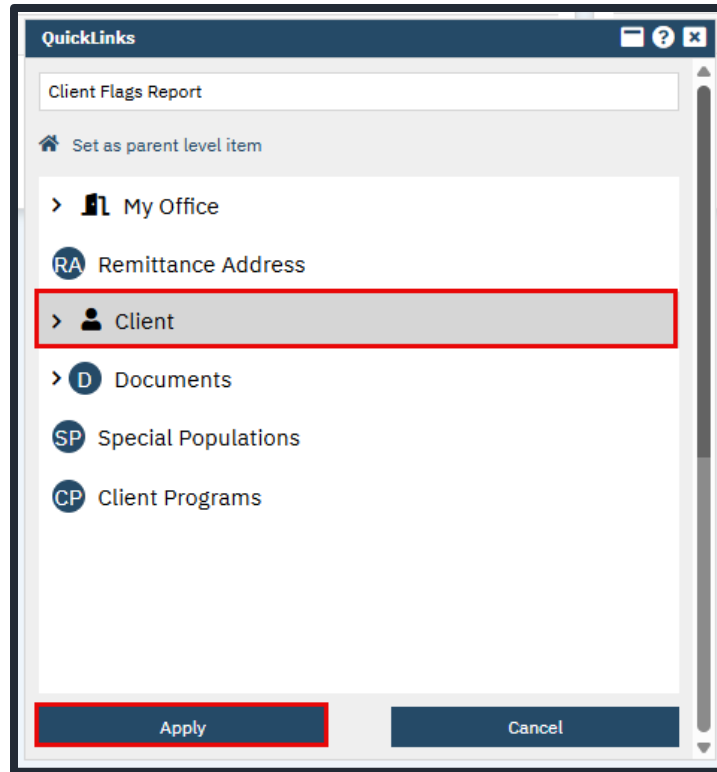 QuickLinks
Client Flags Report
Set as parent level item
My Office
RA Remittance Address
Client
D Documents
SP Special Populations
CP Client Programs
Apply Cancel